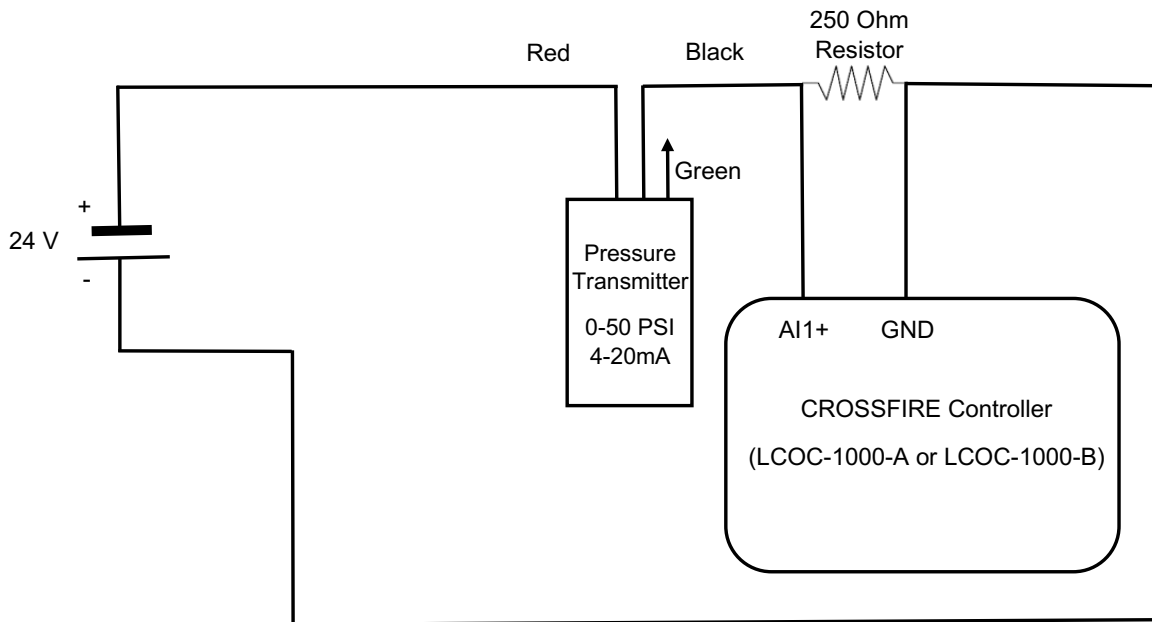 250 Ohm
Resistor
Red
Black
Green
+
24 V
-
Pressure
Transmitter
0-50 PSI
4-20mA
AI1+
GND
CROSSFIRE Controller
(LCOC-1000-A or LCOC-1000-B)